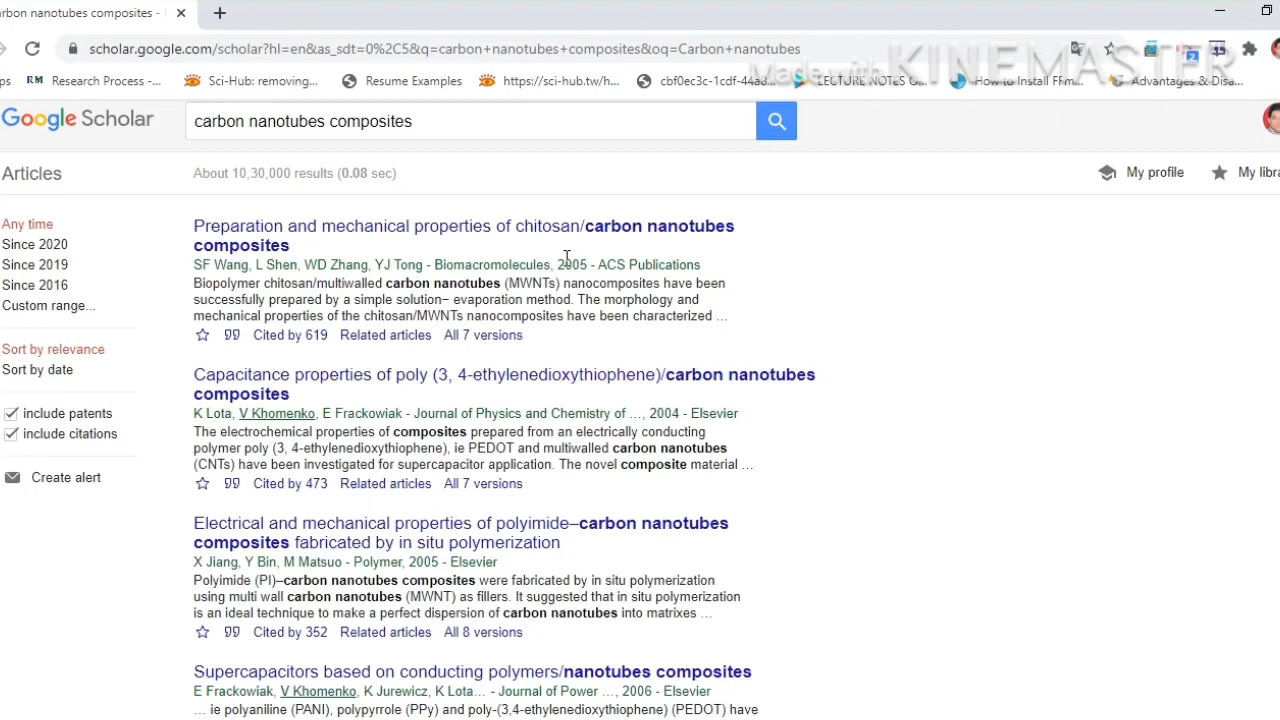 arbon nanotubes composites -
scholar.google.com/scholar?hl=en&as_sdt=0%2C5&q=carbon+nanotubes+composites&oq=Carbon+nanotubes
Made with KINEMASTER
ps RM Research Process -... Sci-Hub: removing... Resume Examples https://sci-hub.tw/h... cbf0ec3c-1cdf-44ad... LECTURE NOTES O... How to Install FFm... Advantages & Disa...
Google Scholar carbon nanotubes composites
Articles About 10,30,000 results (0.08 sec) My profile My libra
Any time
Since 2020
Since 2019
Since 2016
Custom range...
Sort by relevance
Sort by date
include patents
include citations
Create alert
Preparation and mechanical properties of chitosan/carbon nanotubes
composites
SF Wang, L Shen, WD Zhang, YJ Tong - Biomacromolecules, 2005 - ACS Publications
Biopolymer chitosan/multiwalled carbon nanotubes (MWNTs) nanocomposites have been
successfully prepared by a simple solution− evaporation method. The morphology and
mechanical properties of the chitosan/MWNTs nanocomposites have been characterized …
Cited by 619 Related articles All 7 versions
Capacitance properties of poly (3, 4-ethylenedioxythiophene)/carbon nanotubes
composites
K Lota, V Khomenko, E Frackowiak - Journal of Physics and Chemistry of …, 2004 - Elsevier
The electrochemical properties of composites prepared from an electrically conducting
polymer poly (3, 4-ethylenedioxythiophene), ie PEDOT and multiwalled carbon nanotubes
(CNTs) have been investigated for supercapacitor application. The novel composite material …
Cited by 473 Related articles All 7 versions
Electrical and mechanical properties of polyimide–carbon nanotubes
composites fabricated by in situ polymerization
X Jiang, Y Bin, M Matsuo - Polymer, 2005 - Elsevier
Polyimide (PI)–carbon nanotubes composites were fabricated by in situ polymerization
using multi wall carbon nanotubes (MWNT) as fillers. It suggested that in situ polymerization
is an ideal technique to make a perfect dispersion of carbon nanotubes into matrixes …
Cited by 352 Related articles All 8 versions
Supercapacitors based on conducting polymers/nanotubes composites
E Frackowiak, V Khomenko, K Jurewicz, K Lota… - Journal of Power …, 2006 - Elsevier
… ie polyaniline (PANI), polypyrrole (PPy) and poly-(3,4-ethylenedioxythiophene) (PEDOT) have